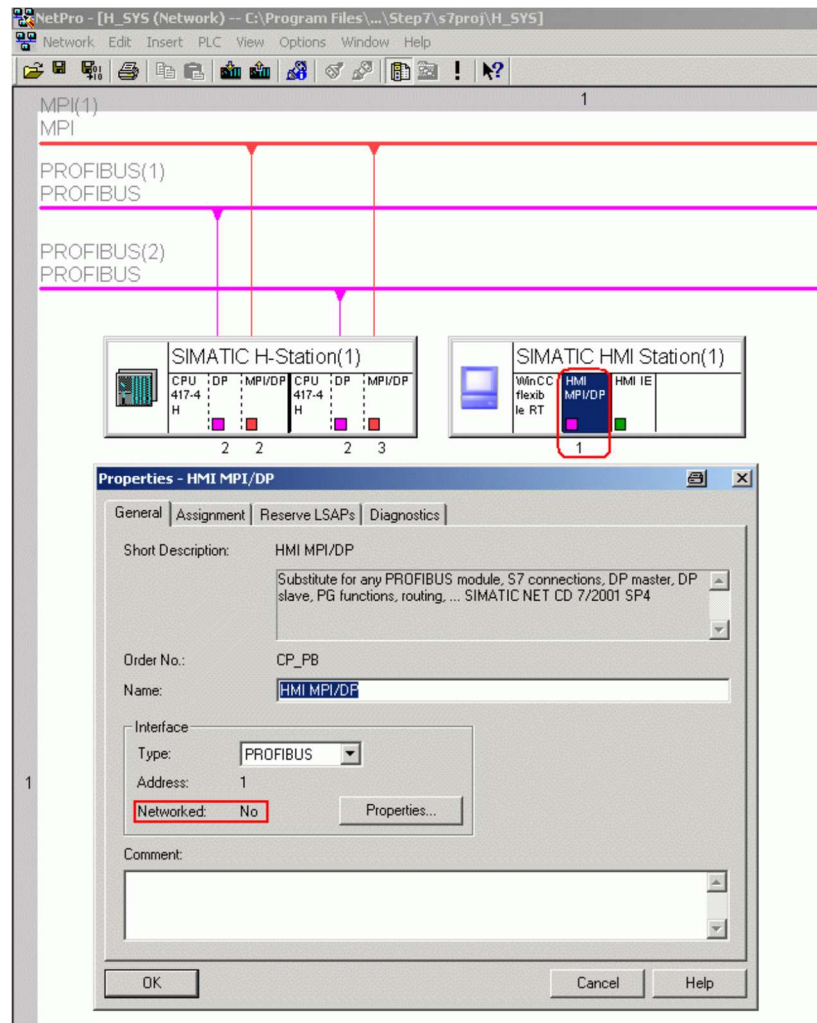 NetPro - [H_SYS (Network) -- C:\Program Files\...\Step7\s7proj\H_SYS]
Network Edit Insert PLC View Options Window Help
1
MPI(1)
MPI
PROFIBUS(1)
PROFIBUS
PROFIBUS(2)
PROFIBUS
SIMATIC H-Station(1)
CPU 417-4 H
DP
MPI/DP
CPU 417-4 H
DP
MPI/DP
2 2 2 3
SIMATIC HMI Station(1)
WinCC flexib le RT
HMI MPI/DP
HMI IE
1
Properties - HMI MPI/DP
General Assignment Reserve LSAPs Diagnostics
Short Description: HMI MPI/DP
Substitute for any PROFIBUS module, S7 connections, DP master, DP
slave, PG functions, routing, ... SIMATIC NET CD 7/2001 SP4
Order No.: CP_PB
Name: HMI MPI/DP
Interface
Type: PROFIBUS
Address: 1
1
Networked: No Properties...
Comment:
OK Cancel Help